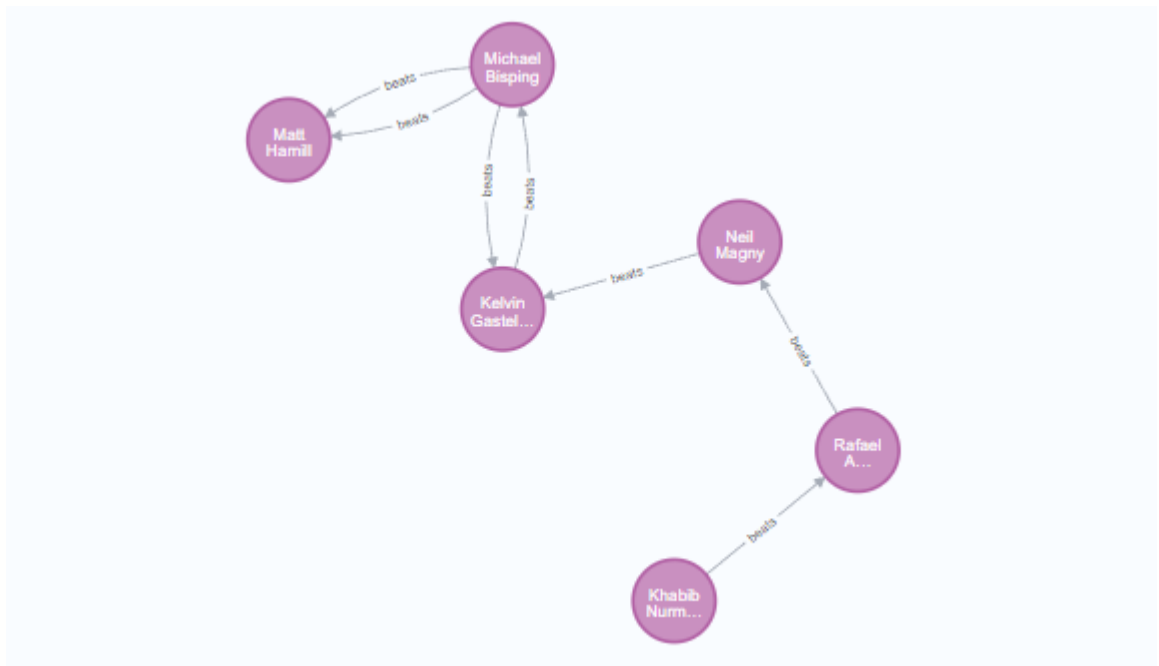 Michael
Bisping
beats
beats
Matt
Hamill
beats
beats
Neil
Magny
beats
Kelvin
Gastel...
beats
Rafael
A...
beats
Khabib
Nurm...